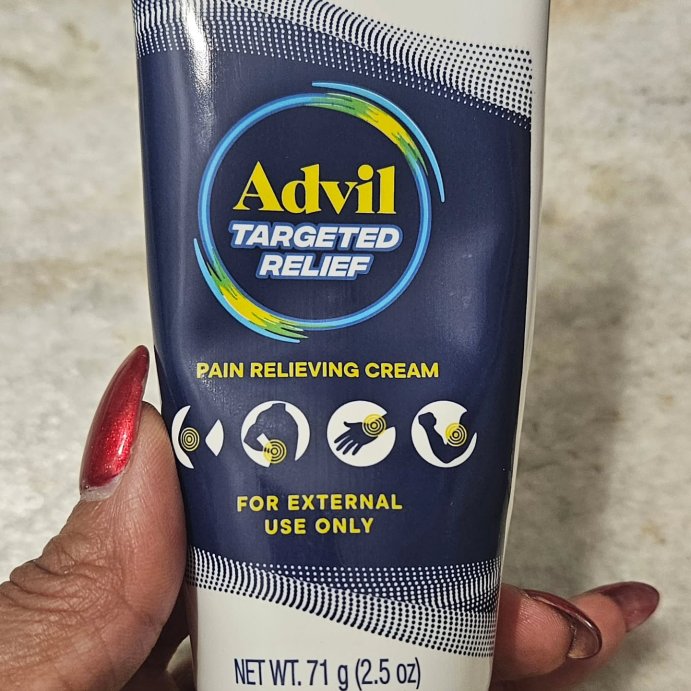 Advil
TARGETED
RELIEF
PAIN RELIEVING CREAM
FOR EXTERNAL
USE ONLY
NET WT. 71 g (2.5 oz)